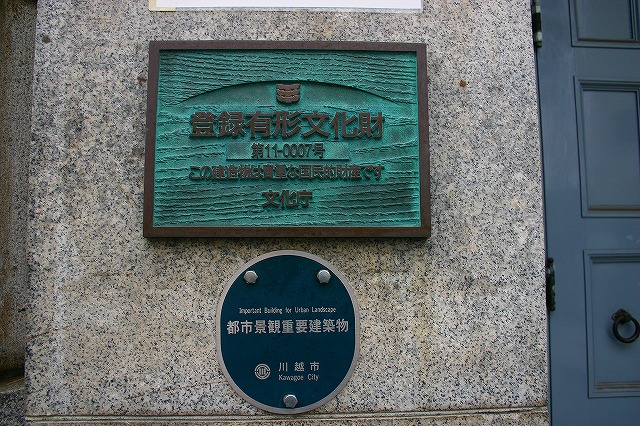 登録有形文化財
第11-0007号
この建造物は貴重な国民的財産です
文化庁
Important Building for Urban Landscape
都市景観重要建築物
川越市
Kawagoe City